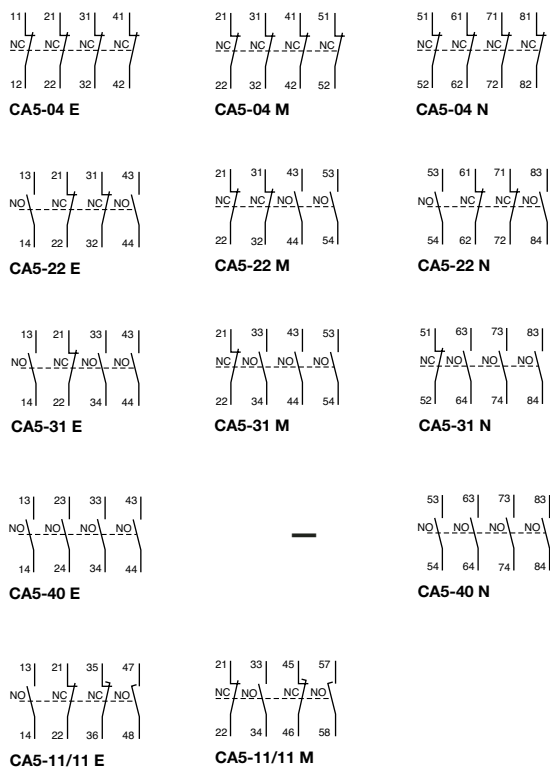 11 21 31 41
NC NC NC NC
12 22 32 42
CA5-04 E
21 31 41 51
NC NC NC NC
22 32 42 52
CA5-04 M
51 61 71 81
NC NC NC NC
52 62 72 82
CA5-04 N
13 21 31 43
NO NC NC NO
14 22 32 44
CA5-22 E
21 31 43 53
NC NC NO NO
22 32 44 54
CA5-22 M
53 61 71 83
NO NC NC NO
54 62 72 84
CA5-22 N
13 21 33 43
NO NC NO NO
14 22 34 44
CA5-31 E
21 33 43 53
NC NO NO NO
22 34 44 54
CA5-31 M
51 63 73 83
NC NO NO NO
52 64 74 84
CA5-31 N
13 23 33 43
NO NO NO NO
14 24 34 44
CA5-40 E
–
53 63 73 83
NO NO NO NO
54 64 74 84
CA5-40 N
13 21 35 47
NO NC NC NO
14 22 36 48
CA5-11/11 E
21 33 45 57
NC NO NC NO
22 34 46 58
CA5-11/11 M